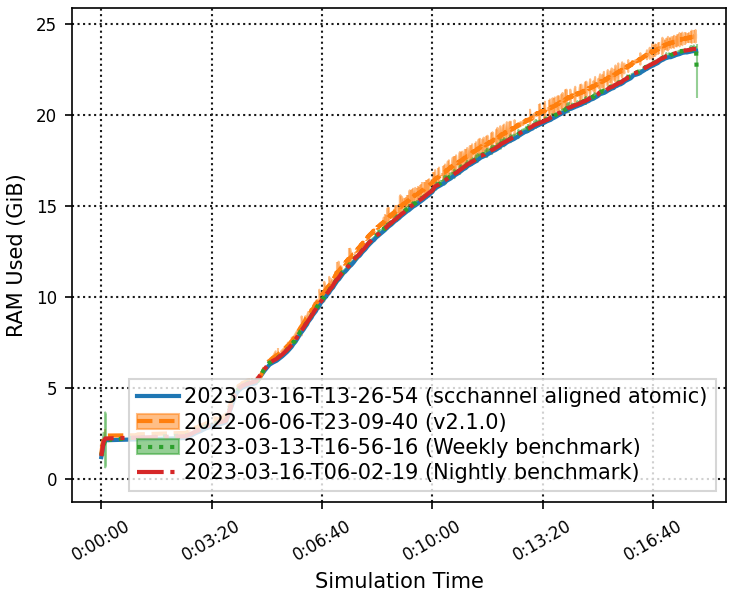 25
20
15
10
5
0
RAM Used (GiB)
2023-03-16-T13-26-54 (scchannel aligned atomic)
2022-06-06-T23-09-40 (v2.1.0)
2023-03-13-T16-56-16 (Weekly benchmark)
2023-03-16-T06-02-19 (Nightly benchmark)
0:00:00
0:03:20
0:06:40
0:10:00
0:13:20
0:16:40
Simulation Time